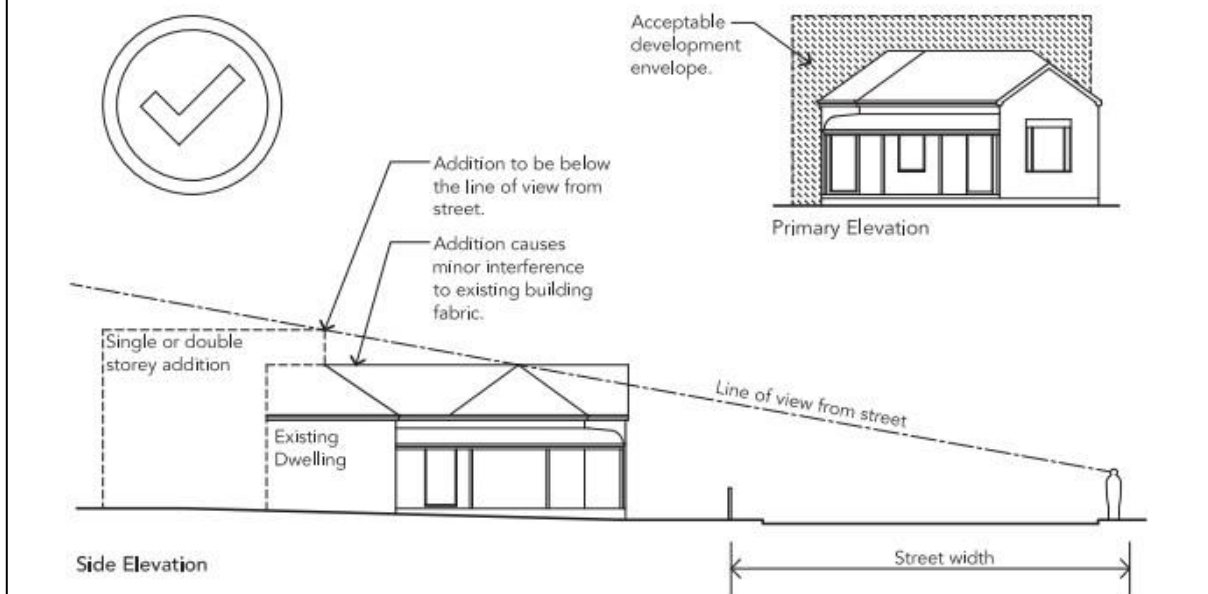 Acceptable
development
envelope.
Primary Elevation
Addition to be below
the line of view from
street.
Addition causes
minor interference
to existing building
fabric.
Single or double
storey addition
Existing
Dwelling
Line of view from street
Side Elevation
Street width